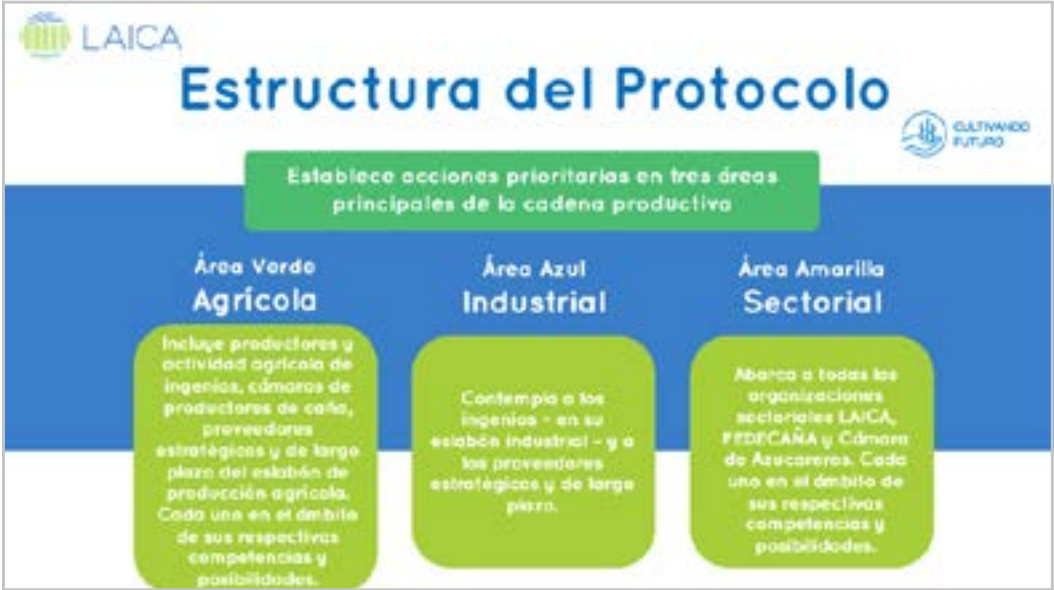 LAICA
Estructura del Protocolo
CULTIVANDO
FUTURO
Establece acciones prioritarias en tres áreas
principales de la cadena productiva
Área Verde
Agrícola
Incluye productores y
actividad agrícola de
ingenios, cámaras de
productores de caña,
proveedores
estratégicos y de largo
plazo del eslabón de
producción agrícola.
Cada uno en el ámbito
de sus respectivas
competencias y
posibilidades.
Área Azul
Industrial
Contempla a los
ingenios - en su
eslabón industrial - y a
los proveedores
estratégicos y de largo
plazo.
Área Amarilla
Sectorial
Abarca a todas las
organizaciones
sectoriales LAICA,
FEDECAÑA y Cámara
de Azucareros. Cada
uno en el ámbito de
sus respectivas
competencias y
posibilidades.